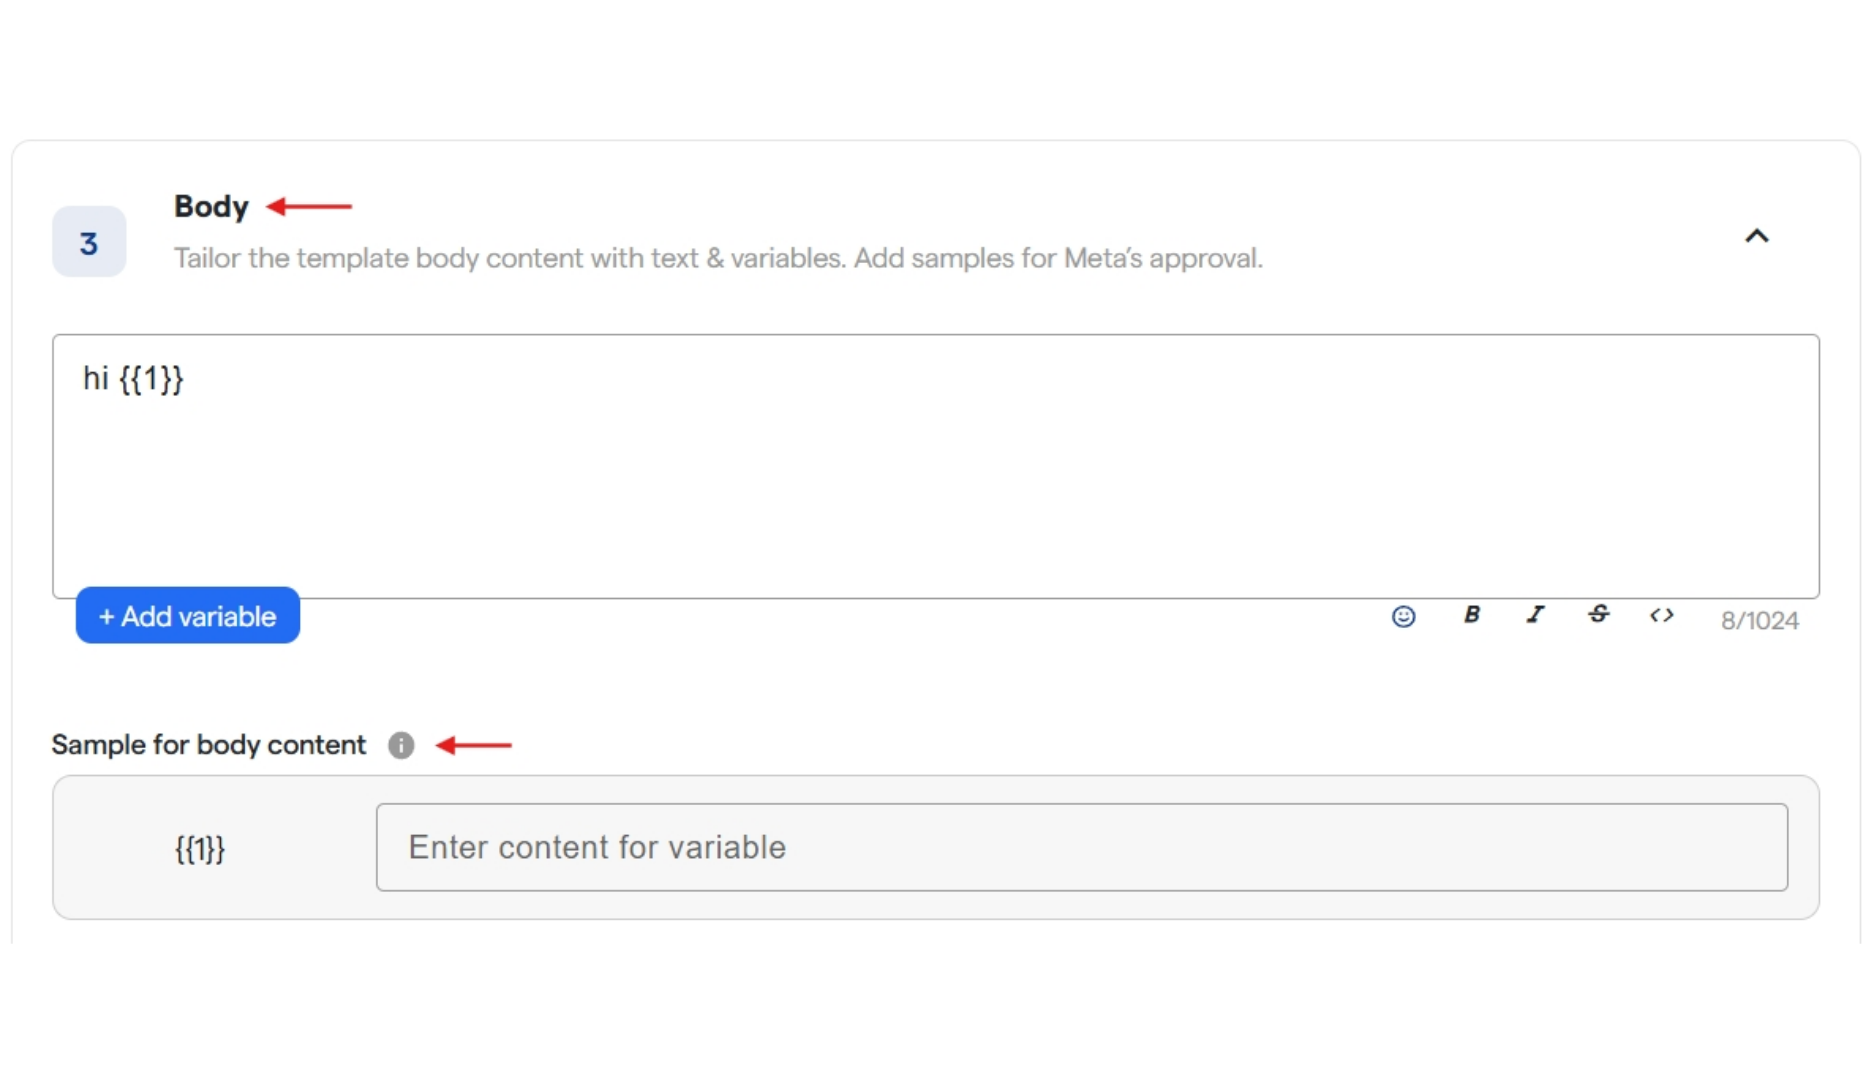 Body
3
Tailor the template body content with text & variables. Add samples for Meta’s approval.
hi {{1}}
+ Add variable
B I S <> 8/1024
Sample for body content
{{1}}
Enter content for variable